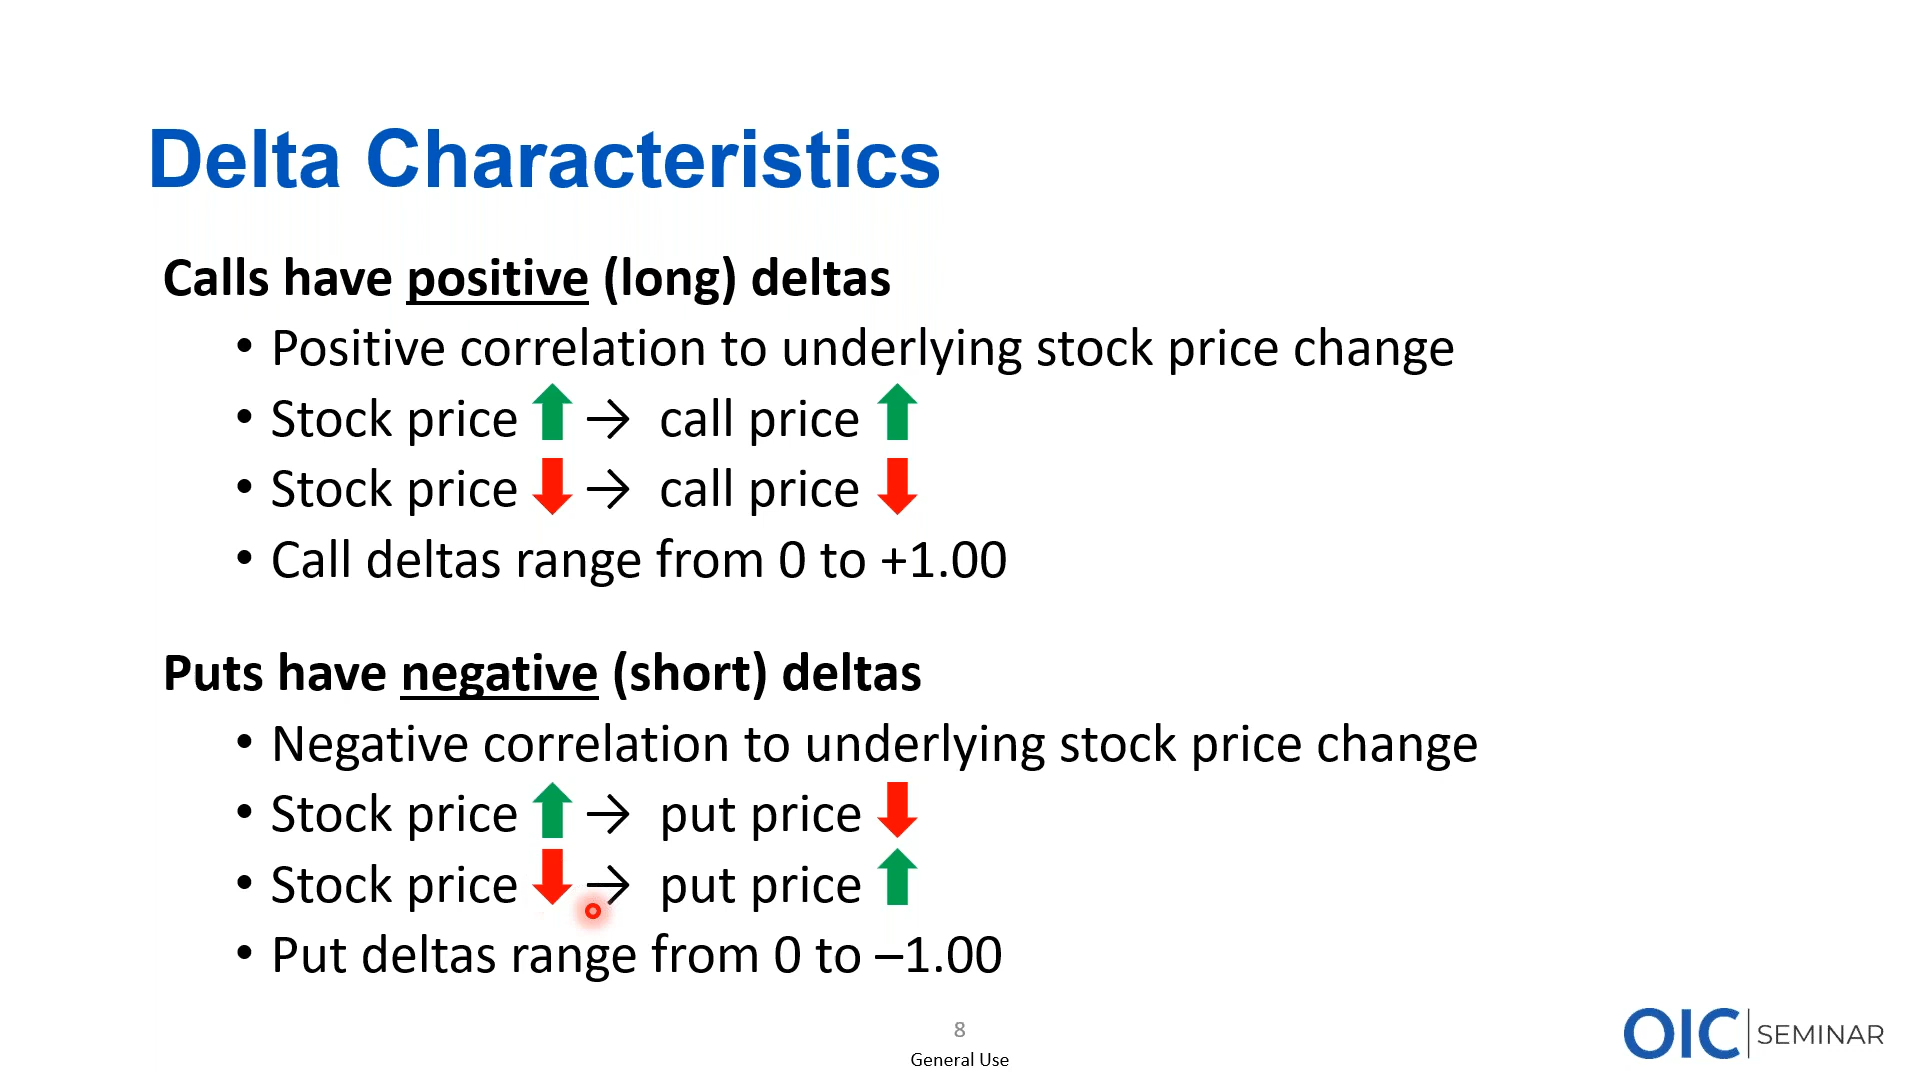 Delta Characteristics
Calls have positive (long) deltas
• Positive correlation to underlying stock price change
• Stock price ⬆ → call price ⬆
• Stock price ⬇ → call price ⬇
• Call deltas range from 0 to +1.00
Puts have negative (short) deltas
• Negative correlation to underlying stock price change
• Stock price ⬆ → put price ⬇
• Stock price ⬇ → put price ⬆
• Put deltas range from 0 to –1.00
8
General Use
OIC SEMINAR